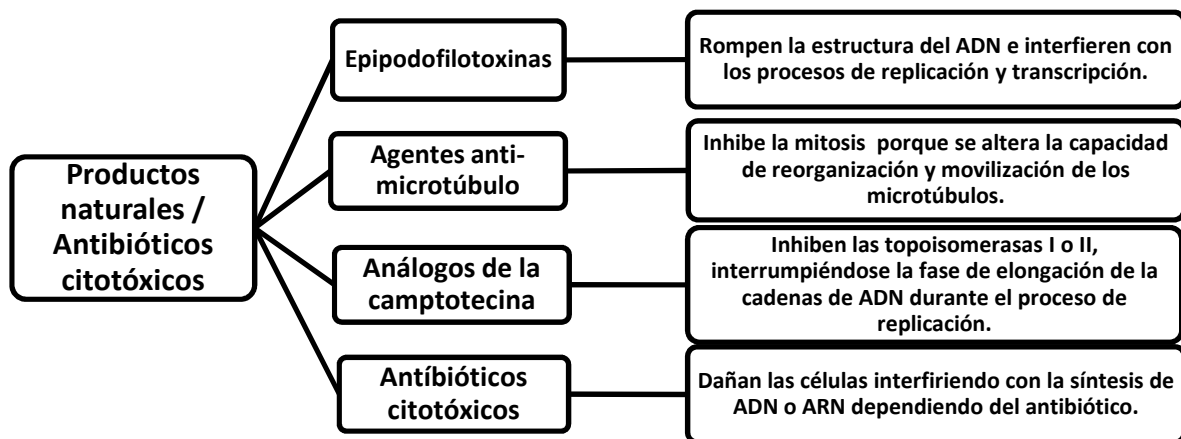 Productos
naturales /
Antibióticos
citotóxicos
Epipodofilotoxinas
Rompen la estructura del ADN e interfieren con
los procesos de replicación y transcripción.
Agentes anti-
microtúbulo
Inhibe la mitosis porque se altera la capacidad
de reorganización y movilización de los
microtúbulos.
Análogos de la
camptotecina
Inhiben las topoisomerasas I o II,
interrumpiéndose la fase de elongación de la
cadenas de ADN durante el proceso de
replicación.
Antíbióticos
citotóxicos
Dañan las células interfiriendo con la síntesis de
ADN o ARN dependiendo del antibiótico.